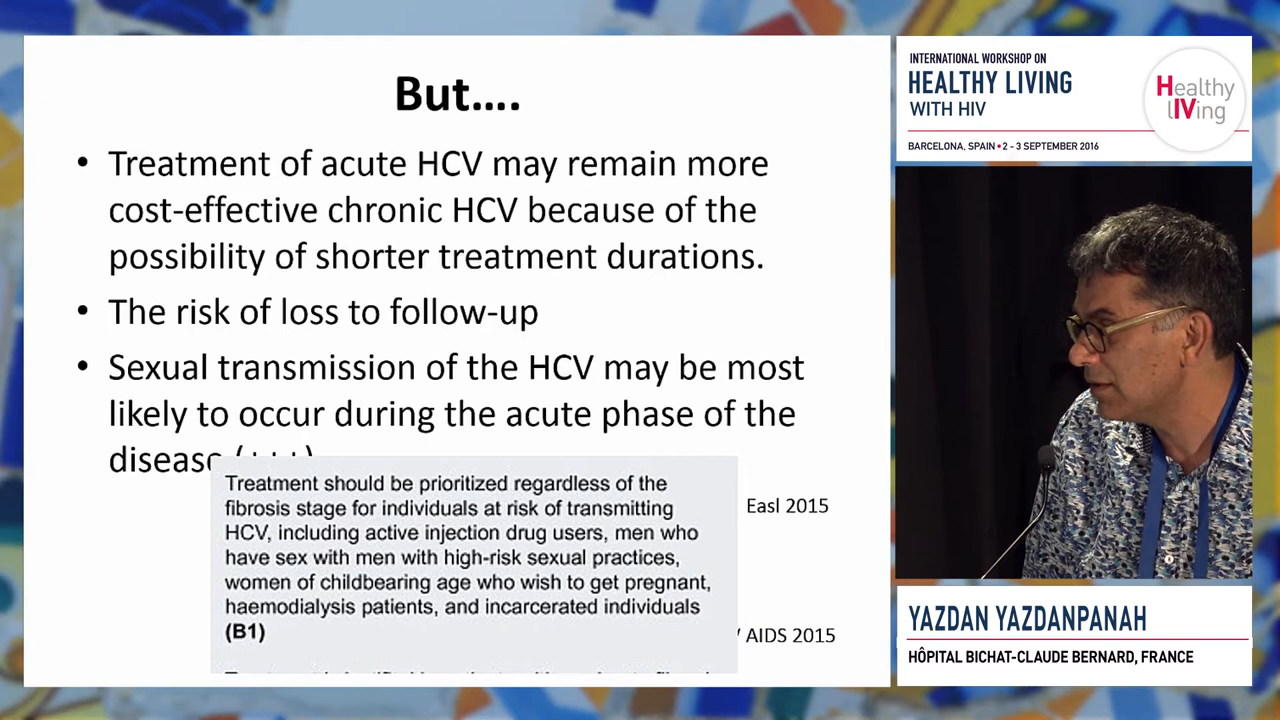 But….
• Treatment of acute HCV may remain more
cost-effective chronic HCV because of the
possibility of shorter treatment durations.
• The risk of loss to follow-up
• Sexual transmission of the HCV may be most
likely to occur during the acute phase of the
disease (+++)
Treatment should be prioritized regardless of the
fibrosis stage for individuals at risk of transmitting
HCV, including active injection drug users, men who
have sex with men with high-risk sexual practices,
women of childbearing age who wish to get pregnant,
haemodialysis patients, and incarcerated individuals
(B1)
Easl 2015
AIDS 2015
INTERNATIONAL WORKSHOP ON
HEALTHY LIVING
WITH HIV
BARCELONA, SPAIN • 2 - 3 SEPTEMBER 2016
Healthy
lIVing
YAZDAN YAZDANPANAH
HÔPITAL BICHAT-CLAUDE BERNARD, FRANCE